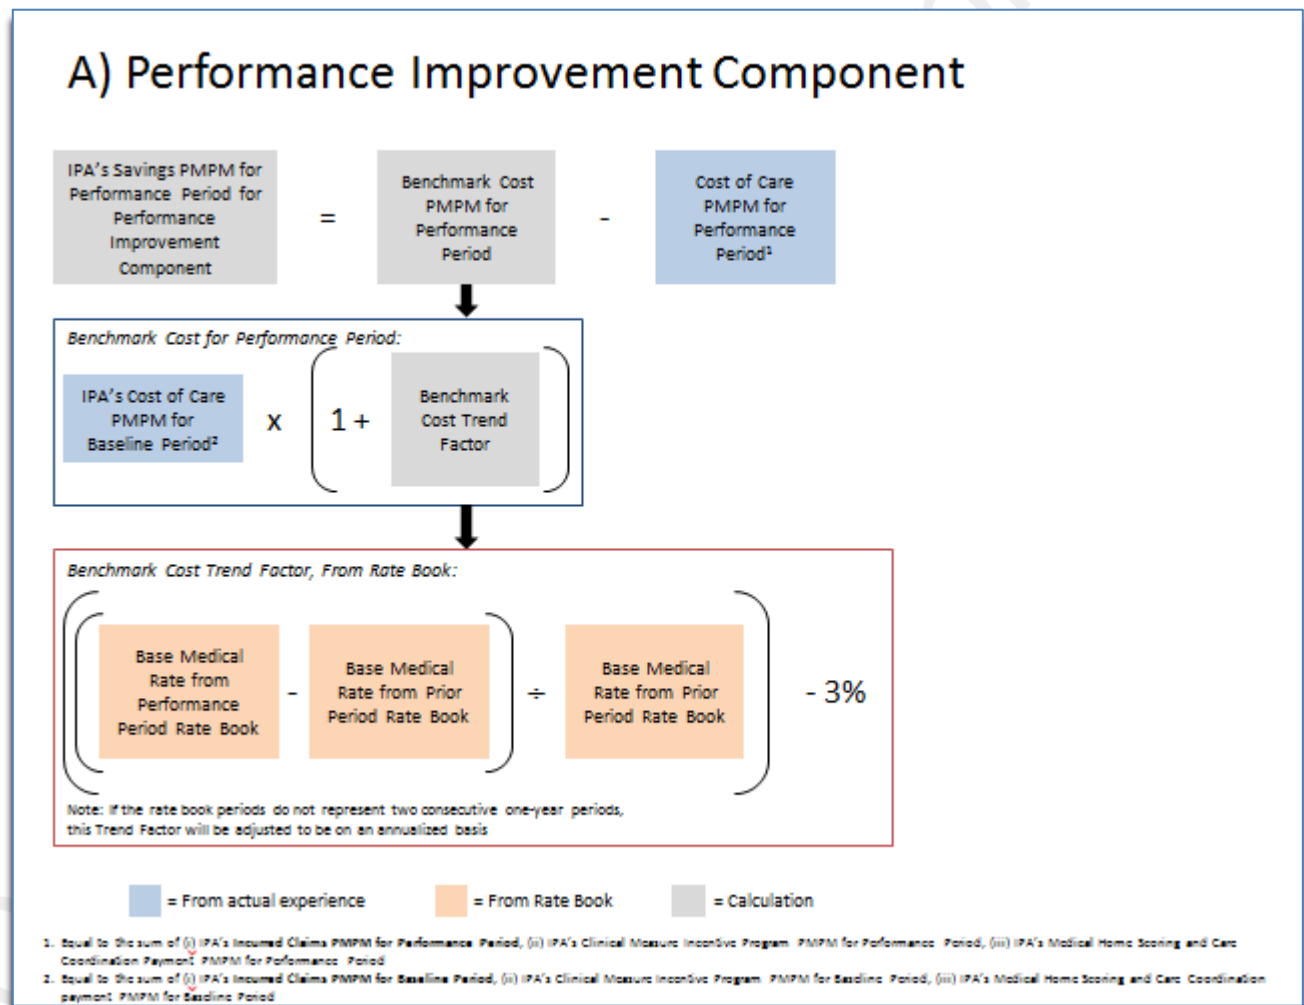 A) Performance Improvement Component
IPA's Savings PMPM for
Performance Period for
Performance
Improvement
Component
=
Benchmark Cost
PMPM for
Performance
Period
-
Cost of Care
PMPM for
Performance
Period¹
Benchmark Cost for Performance Period:
IPA's Cost of Care
PMPM for
Baseline Period²
x
1 +
Benchmark
Cost Trend
Factor
Benchmark Cost Trend Factor, From Rate Book:
Base Medical
Rate from
Performance
Period Rate Book
-
Base Medical
Rate from Prior
Period Rate Book
÷
Base Medical
Rate from Prior
Period Rate Book
- 3%
Note: If the rate book periods do not represent two consecutive one-year periods,
this Trend Factor will be adjusted to be on an annualized basis
= From actual experience
= From Rate Book
= Calculation
1. Equal to the sum of (i) IPA's Incurred Claims PMPM for Performance Period, (ii) IPA's Clinical Measure Incentive Program PMPM for Performance Period, (iii) IPA's Medical Home Scoring and Care
Coordination Payment PMPM for Performance Period
2. Equal to the sum of (i) IPA's Incurred Claims PMPM for Baseline Period, (ii) IPA's Clinical Measure Incentive Program PMPM for Baseline Period, (iii) IPA's Medical Home Scoring and Care Coordination
payment PMPM for Baseline Period